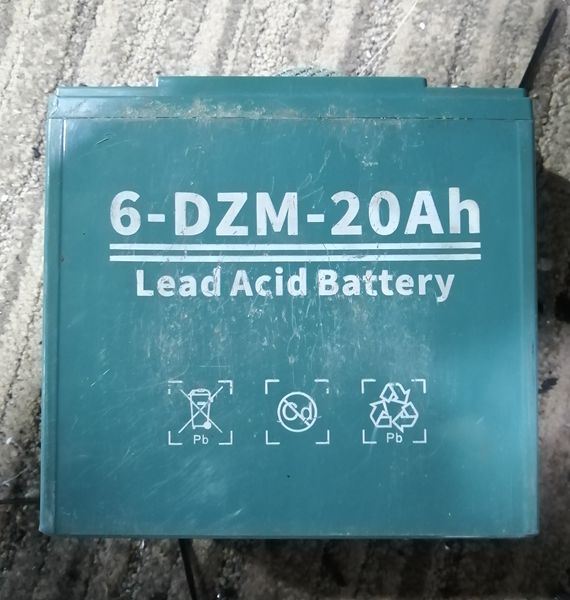 6-DZM-20Ah
Lead Acid Battery
Pb Cd Pb